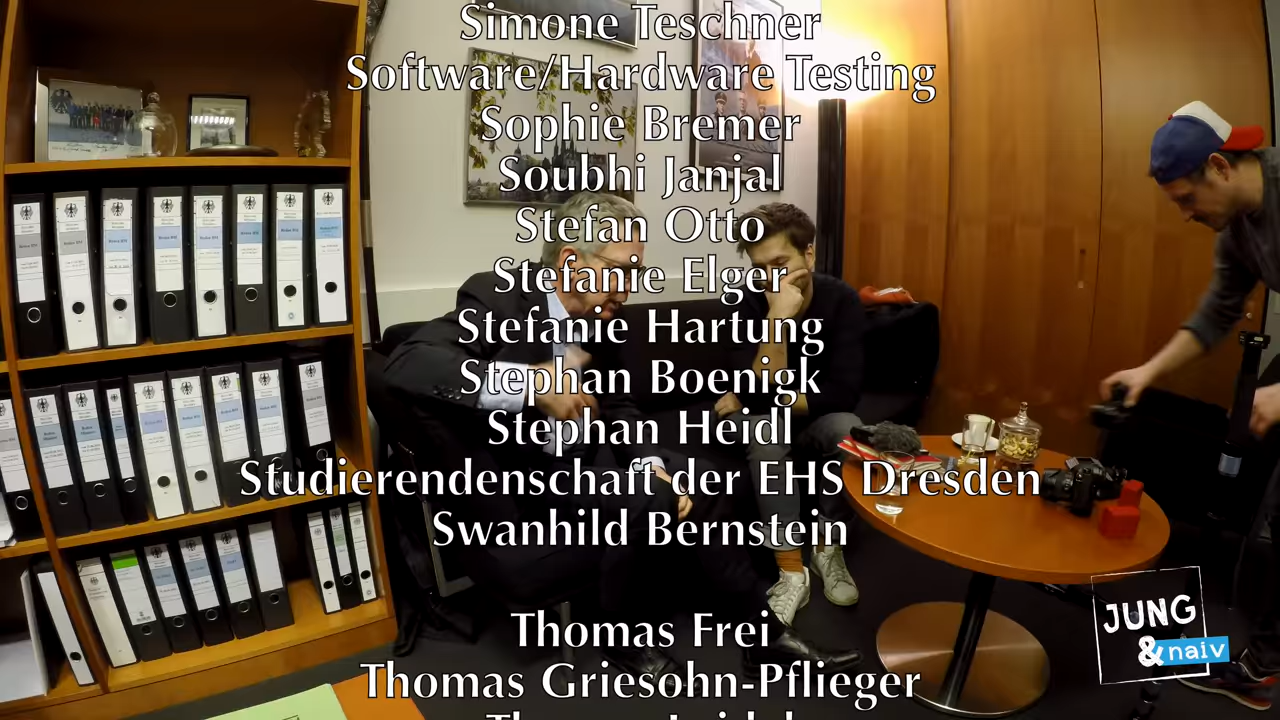 Simone Teschner
Software/Hardware Testing
Sophie Bremer
Soubhi Janjal
Stefan Otto
Stefanie Elger
Stefanie Hartung
Stephan Boenigk
Stephan Heidl
Studierendenschaft der EHS Dresden
Swanhild Bernstein
Thomas Frei
Thomas Griesohn-Pflieger
JUNG
& naiv